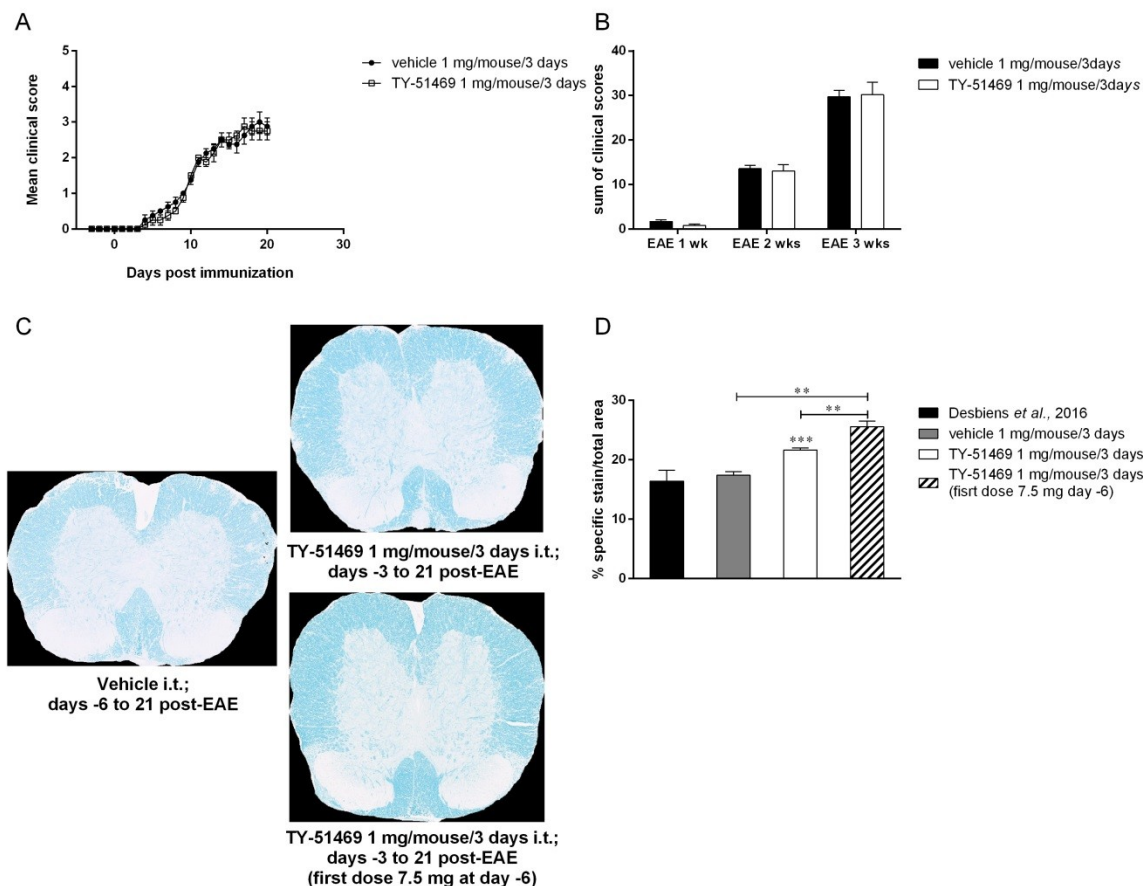 A
5
4
3
2
1
0
Mean clinical score
0
10
20
30
Days post immunization
vehicle 1 mg/mouse/3 days
TY-51469 1 mg/mouse/3 days
B
40
30
20
10
0
sum of clinical scores
EAE 1 wk
EAE 2 wks
EAE 3 wks
vehicle 1 mg/mouse/3days
TY-51469 1 mg/mouse/3days
C
Vehicle i.t.;
days -6 to 21 post-EAE
TY-51469 1 mg/mouse/3 days i.t.;
days -3 to 21 post-EAE
TY-51469 1 mg/mouse/3 days i.t.;
days -3 to 21 post-EAE
(first dose 7.5 mg at day -6)
D
30
20
10
0
% specific stain/total area
**
**
***
Desbiens et al., 2016
vehicle 1 mg/mouse/3 days
TY-51469 1 mg/mouse/3 days
TY-51469 1 mg/mouse/3 days
(fisrt dose 7.5 mg day -6)